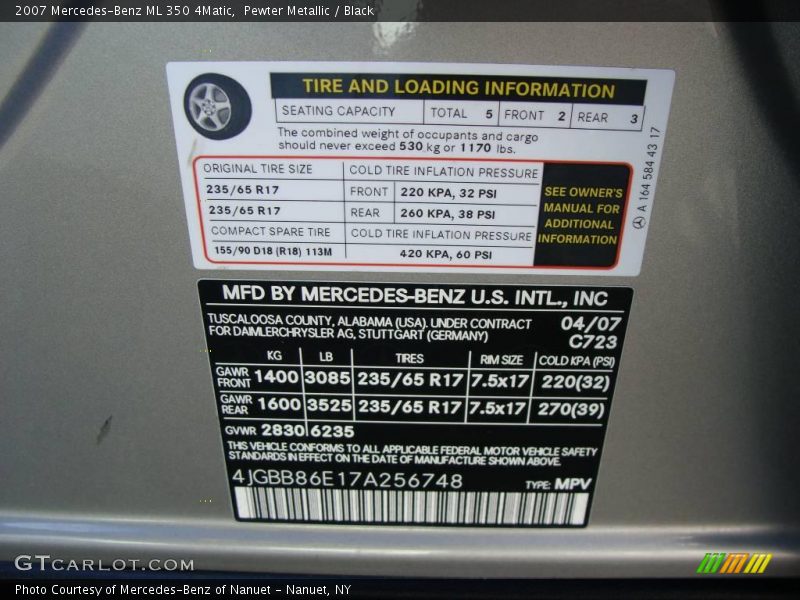 2007 Mercedes-Benz ML 350 4Matic,  Pewter Metallic / Black
TIRE AND LOADING INFORMATION
SEATING CAPACITY TOTAL 5 FRONT 2 REAR 3
The combined weight of occupants and cargo
should never exceed 530 kg or 1170 lbs.
ORIGINAL TIRE SIZE COLD TIRE INFLATION PRESSURE
235/65 R17 FRONT 220 KPA, 32 PSI
235/65 R17 REAR 260 KPA, 38 PSI
COMPACT SPARE TIRE COLD TIRE INFLATION PRESSURE
155/90 D18 (R18) 113M 420 KPA, 60 PSI
SEE OWNER'S
MANUAL FOR
ADDITIONAL
INFORMATION
A 164 584 43 17
MFD BY MERCEDES-BENZ U.S. INTL., INC
TUSCALOOSA COUNTY, ALABAMA (USA). UNDER CONTRACT
FOR DAIMLERCHRYSLER AG, STUTTGART (GERMANY)
04/07
C723
KG LB TIRES RIM SIZE COLD KPA (PSI)
GAWR
FRONT 1400 3085 235/65 R17 7.5x17 220(32)
GAWR
REAR 1600 3525 235/65 R17 7.5x17 270(39)
GVWR 2830 6235
THIS VEHICLE CONFORMS TO ALL APPLICABLE FEDERAL MOTOR VEHICLE SAFETY
STANDARDS IN EFFECT ON THE DATE OF MANUFACTURE SHOWN ABOVE.
4JGBB86E17A256748 TYPE: MPV
GTCARLOT.COM
Photo Courtesy of Mercedes-Benz of Nanuet - Nanuet, NY